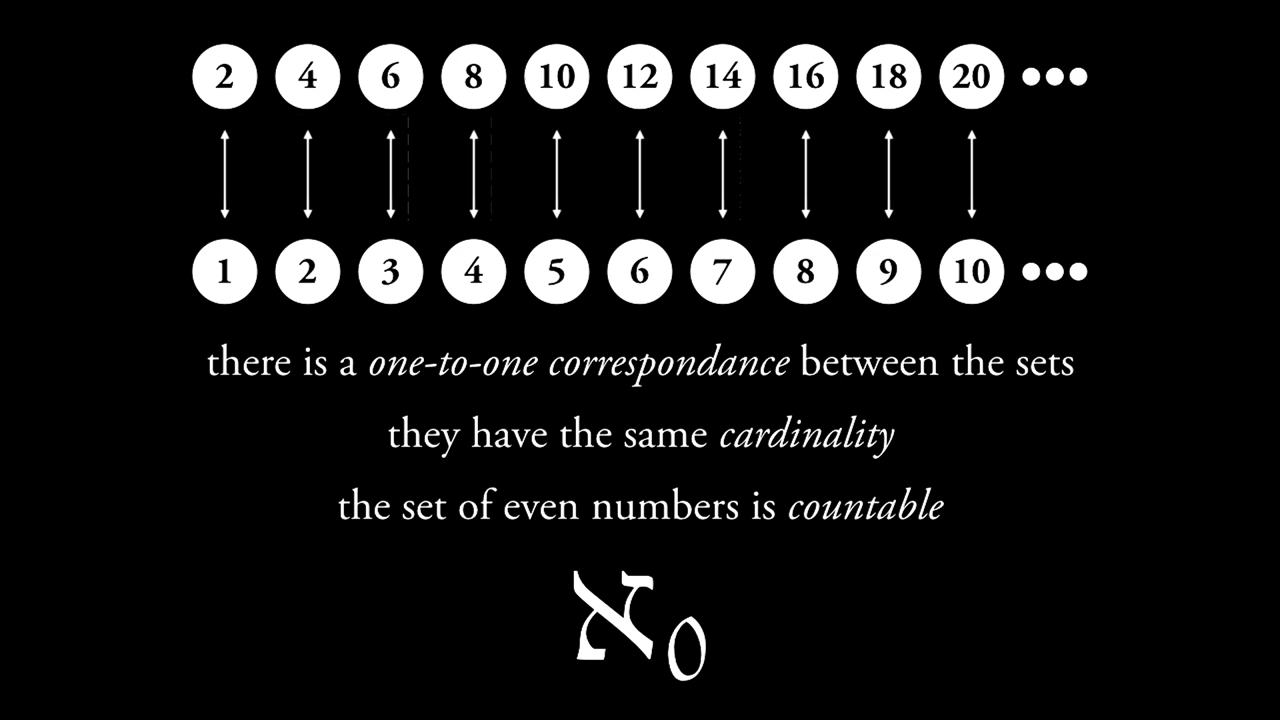 2 4 6 8 10 12 14 16 18 20 •••
1 2 3 4 5 6 7 8 9 10 •••
there is a one-to-one correspondance between the sets
they have the same cardinality
the set of even numbers is countable
ℵ0